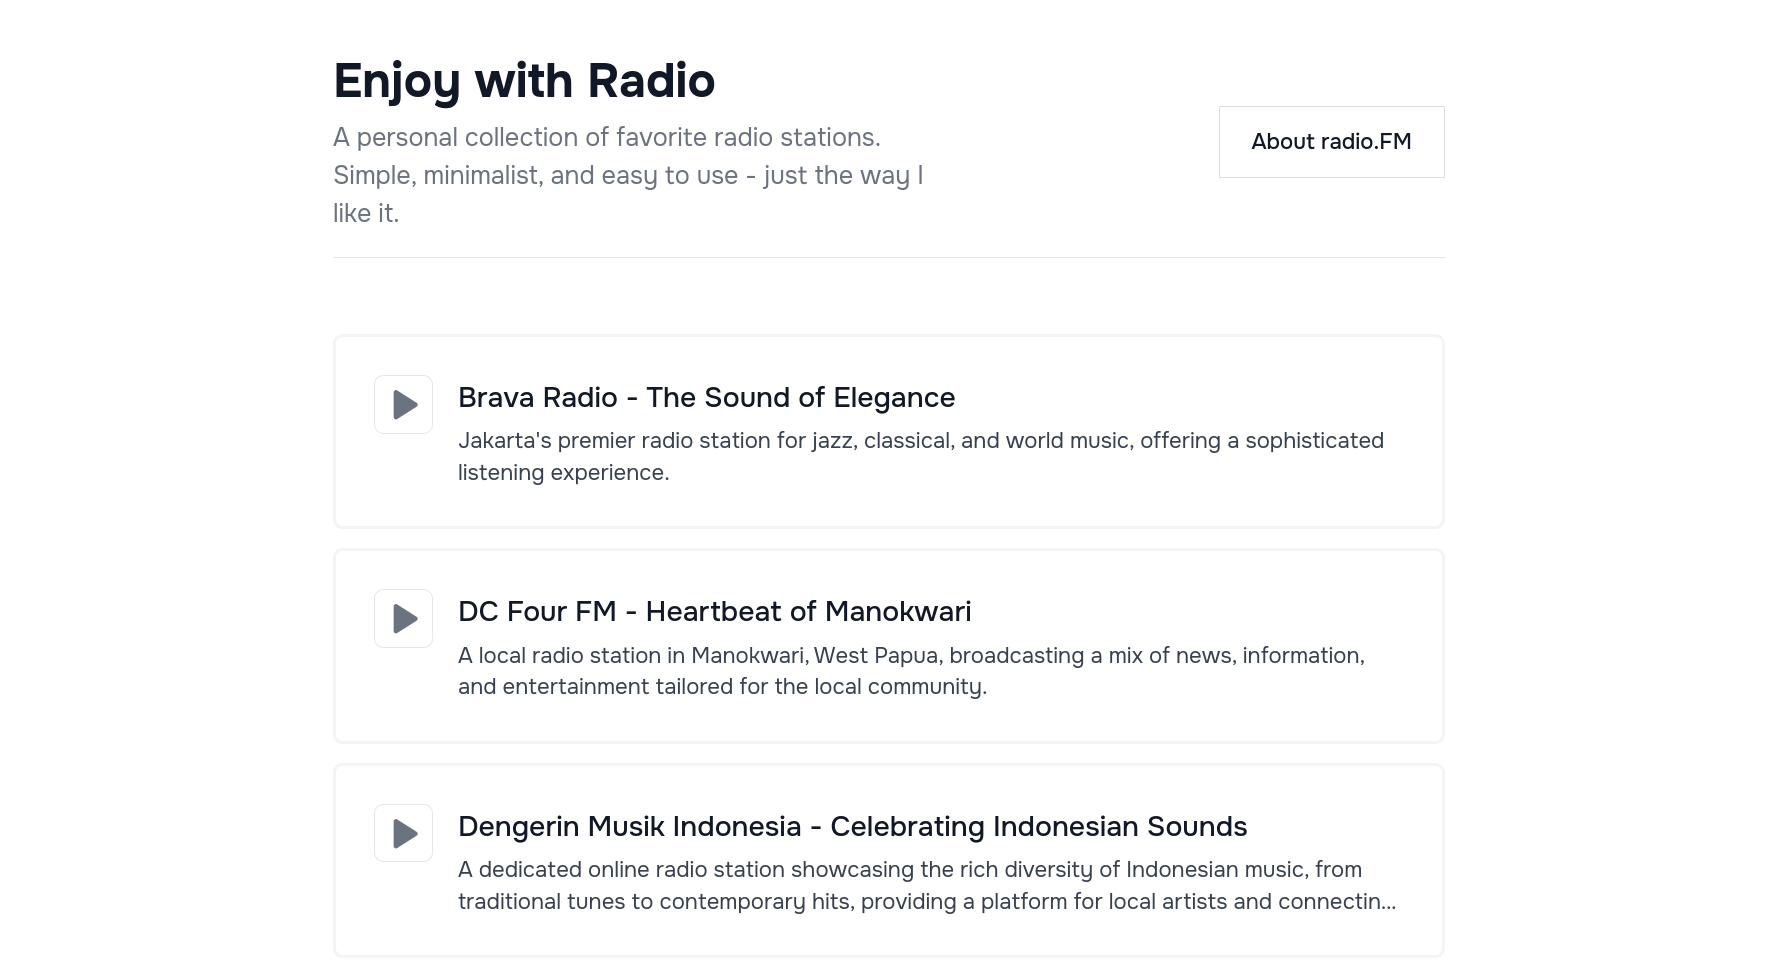 Enjoy with Radio
A personal collection of favorite radio stations.
Simple, minimalist, and easy to use - just the way I
like it.
About radio.FM
Brava Radio - The Sound of Elegance
Jakarta's premier radio station for jazz, classical, and world music, offering a sophisticated
listening experience.
DC Four FM - Heartbeat of Manokwari
A local radio station in Manokwari, West Papua, broadcasting a mix of news, information,
and entertainment tailored for the local community.
Dengerin Musik Indonesia - Celebrating Indonesian Sounds
A dedicated online radio station showcasing the rich diversity of Indonesian music, from
traditional tunes to contemporary hits, providing a platform for local artists and connectin...